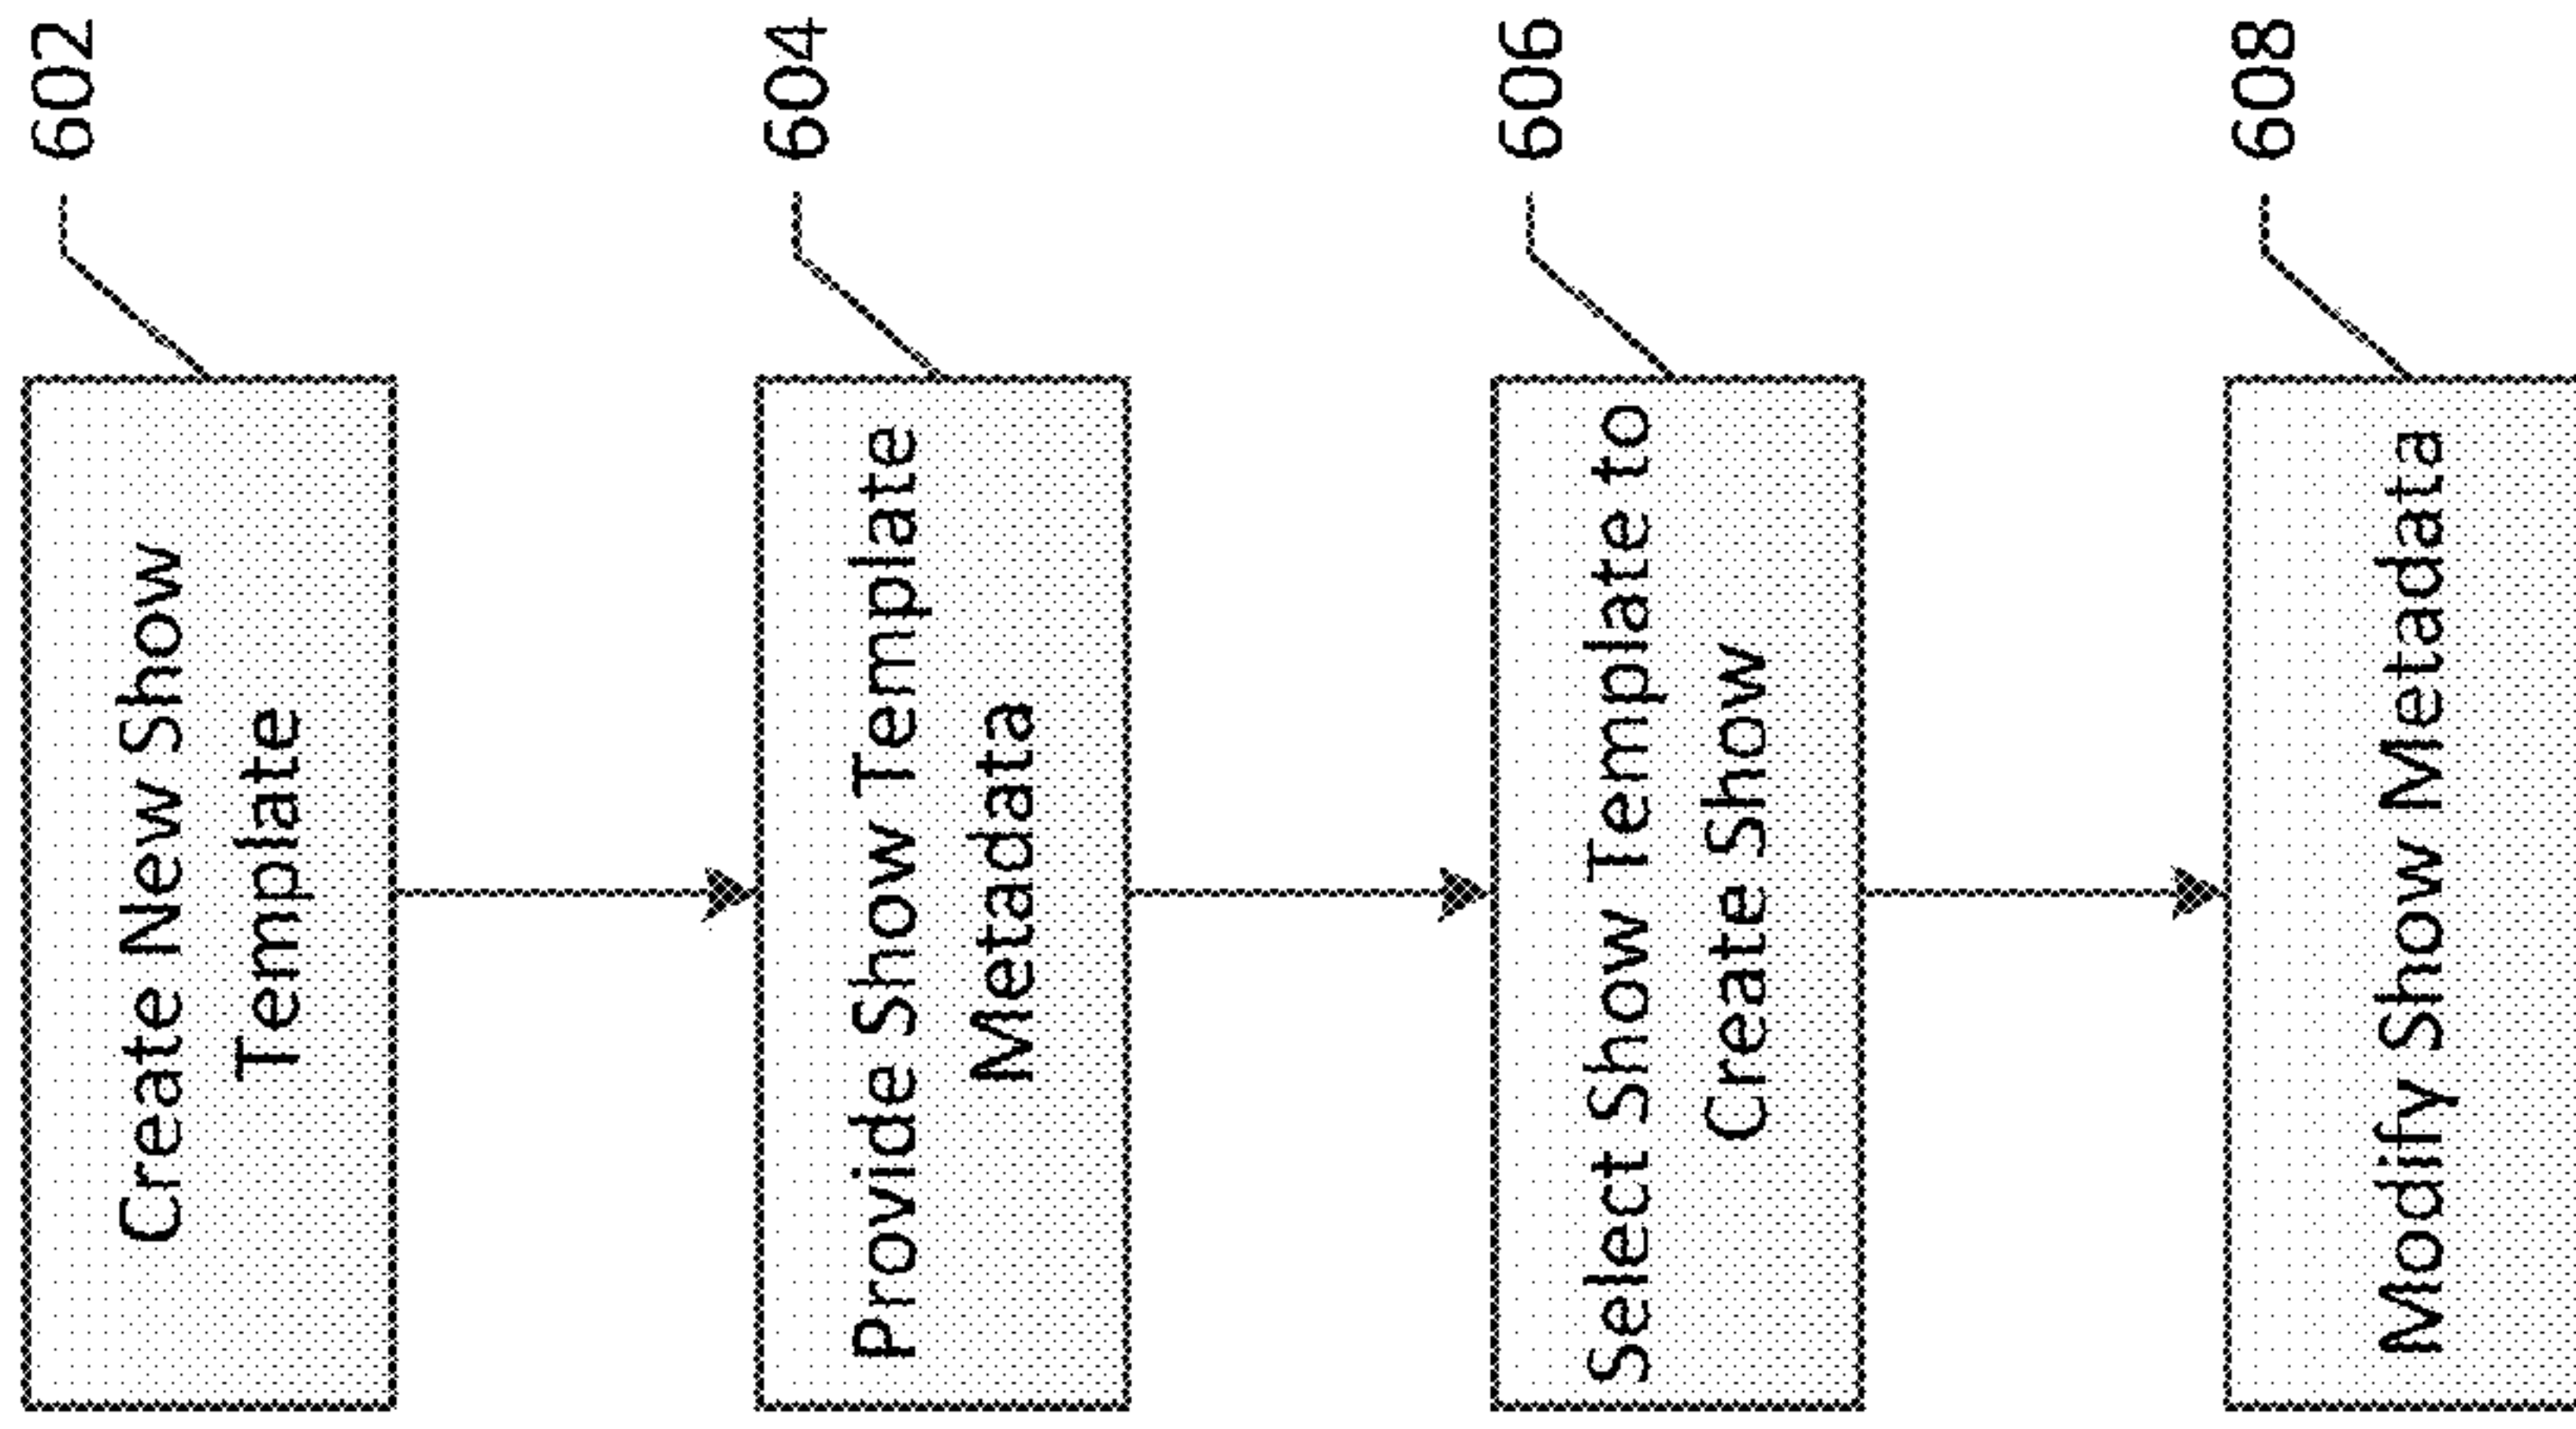 602
Create New Show
Template
604
Provide Show Template
Metadata
606
Select Show Template to
Create Show
608
Modify Show Metadata